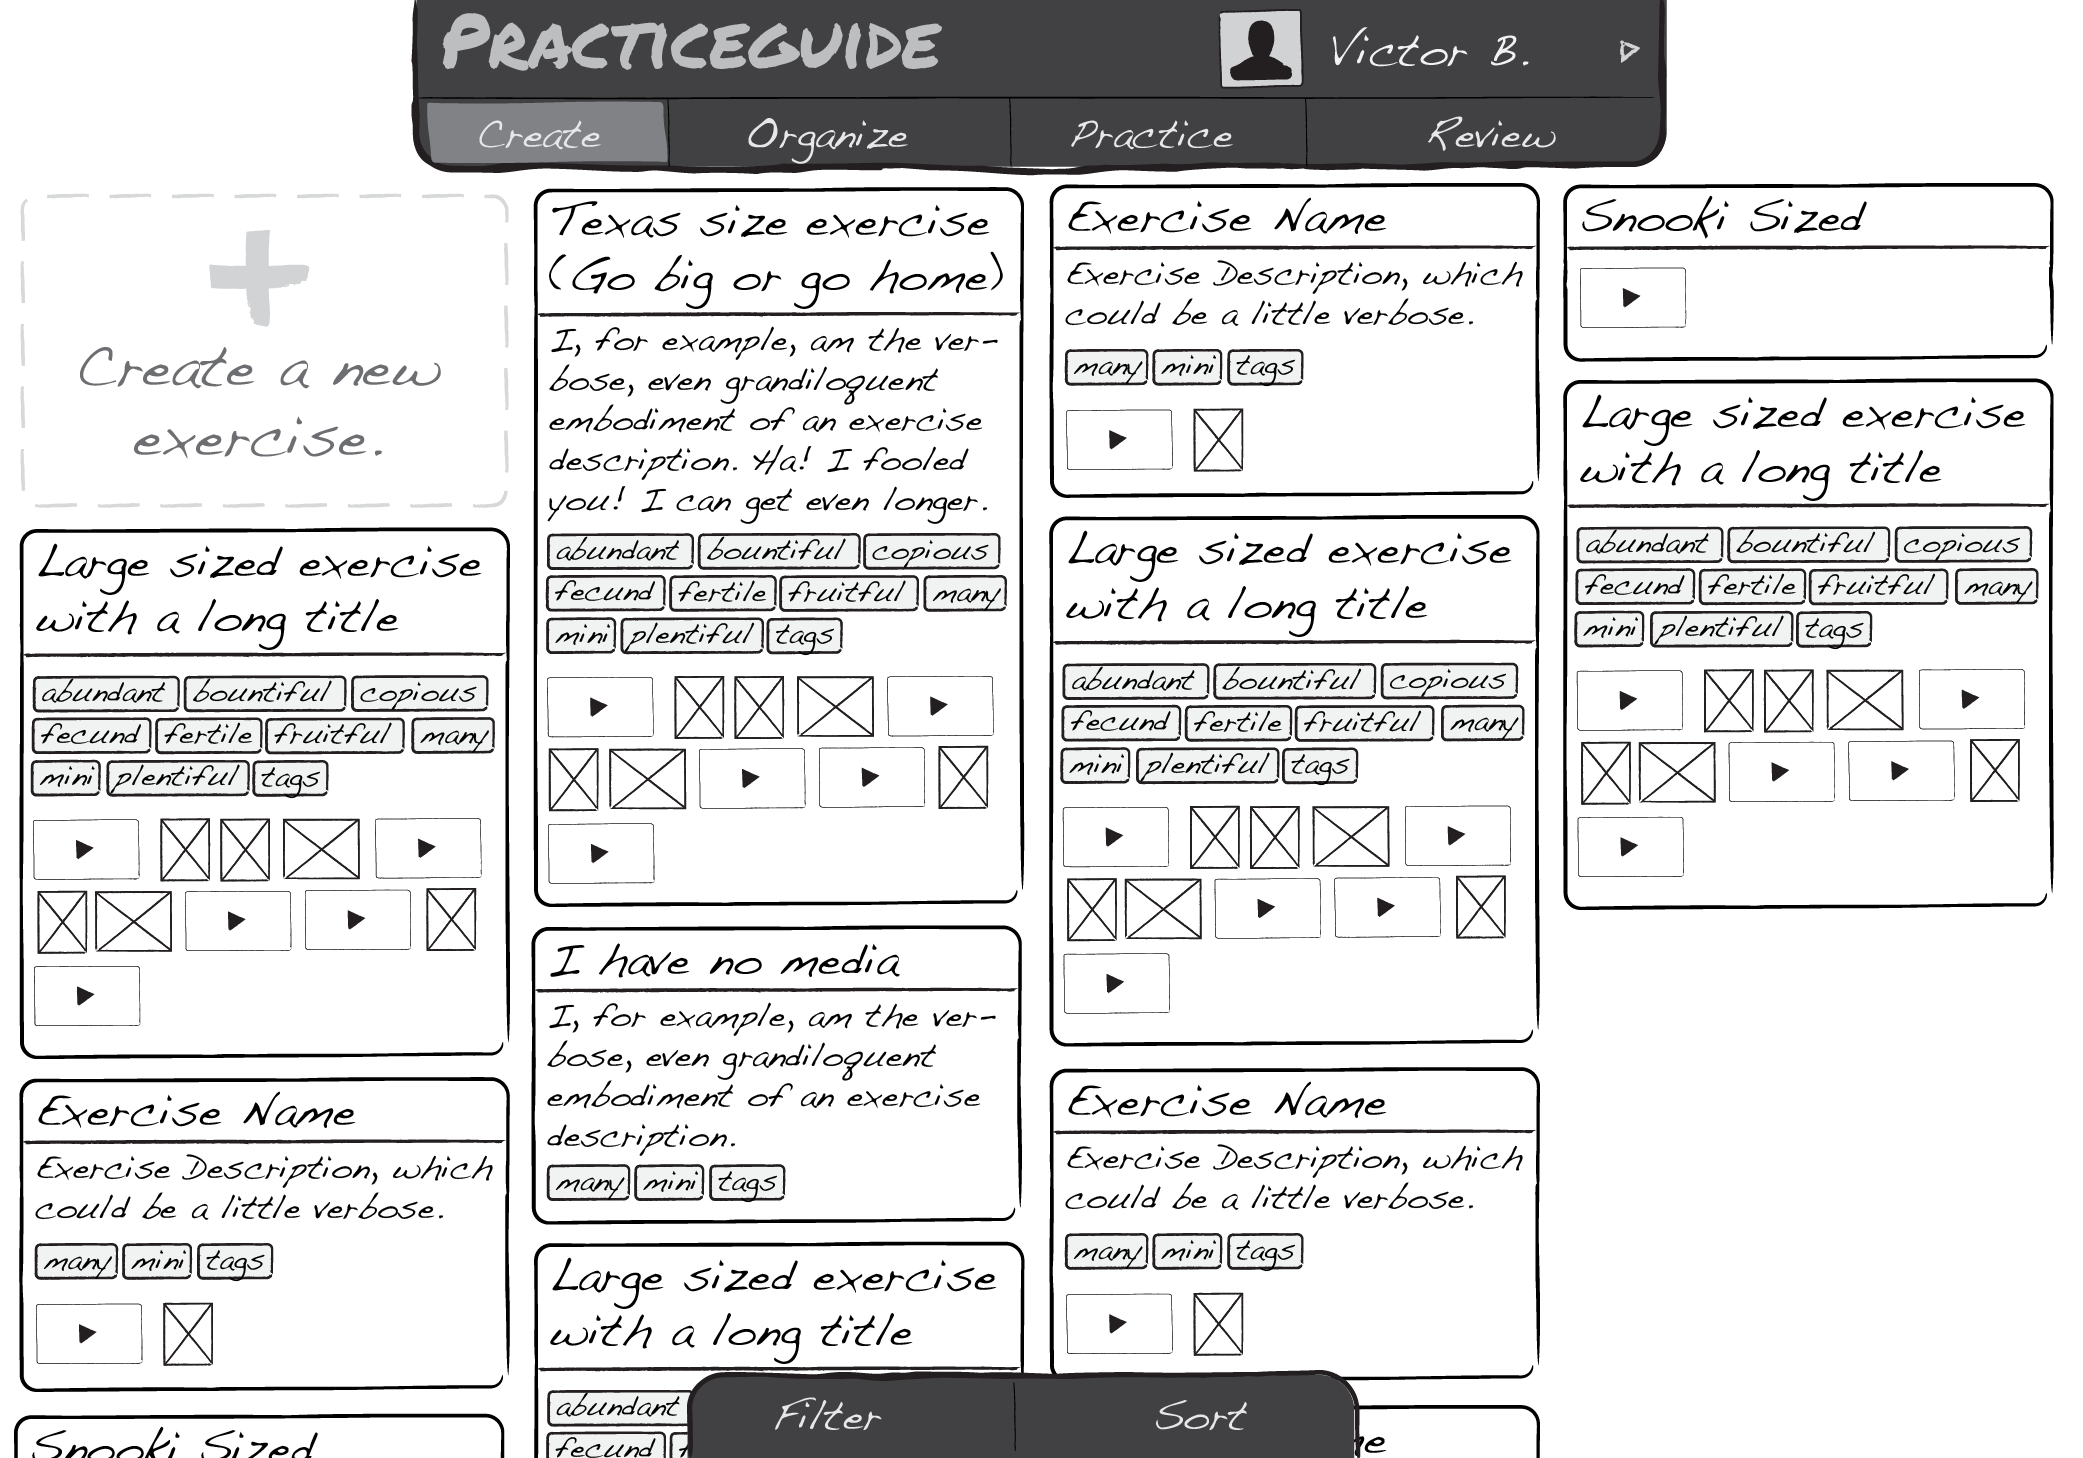 PRACTICEGUIDE
Victor B.
Create
Organize
Practice
Review
Create a new
exercise.
Large sized exercise
with a long title
abundant bountiful copious
fecund fertile fruitful many
mini plentiful tags
Exercise Name
Exercise Description, which
could be a little verbose.
many mini tags
Snooki Sized
Texas size exercise
(Go big or go home)
I, for example, am the ver-
bose, even grandiloquent
embodiment of an exercise
description. Ha! I fooled
you! I can get even longer.
abundant bountiful copious
fecund fertile fruitful many
mini plentiful tags
I have no media
I, for example, am the ver-
bose, even grandiloquent
embodiment of an exercise
description.
many mini tags
Large sized exercise
with a long title
abundant
fecund
Exercise Name
Exercise Description, which
could be a little verbose.
many mini tags
Large sized exercise
with a long title
abundant bountiful copious
fecund fertile fruitful many
mini plentiful tags
Exercise Name
Exercise Description, which
could be a little verbose.
many mini tags
Snooki Sized
Large sized exercise
with a long title
abundant bountiful copious
fecund fertile fruitful many
mini plentiful tags
Filter
Sort